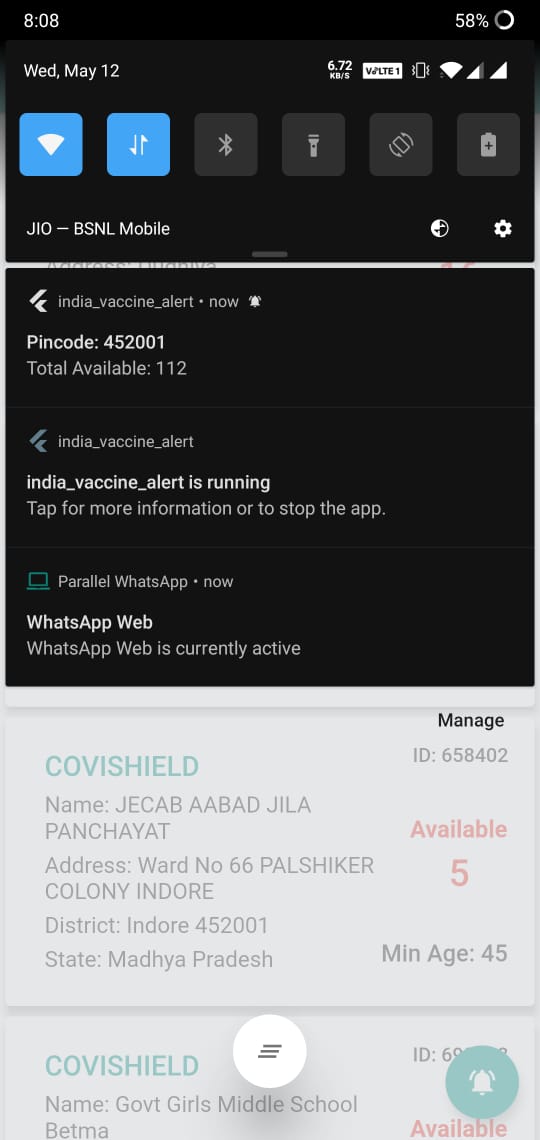 8:08
58%
Wed, May 12
6.72
KB/S
VoLTE 1
JIO — BSNL Mobile
india_vaccine_alert • now
Pincode: 452001
Total Available: 112
india_vaccine_alert
india_vaccine_alert is running
Tap for more information or to stop the app.
Parallel WhatsApp • now
WhatsApp Web
WhatsApp Web is currently active
Manage
COVISHIELD
ID: 658402
Name: JECAB AABAD JILA
PANCHAYAT
Available
5
Address: Ward No 66 PALSHIKER
COLONY INDORE
District: Indore 452001
State: Madhya Pradesh
Min Age: 45
COVISHIELD
ID:
Name: Govt Girls Middle School
Betma
Available